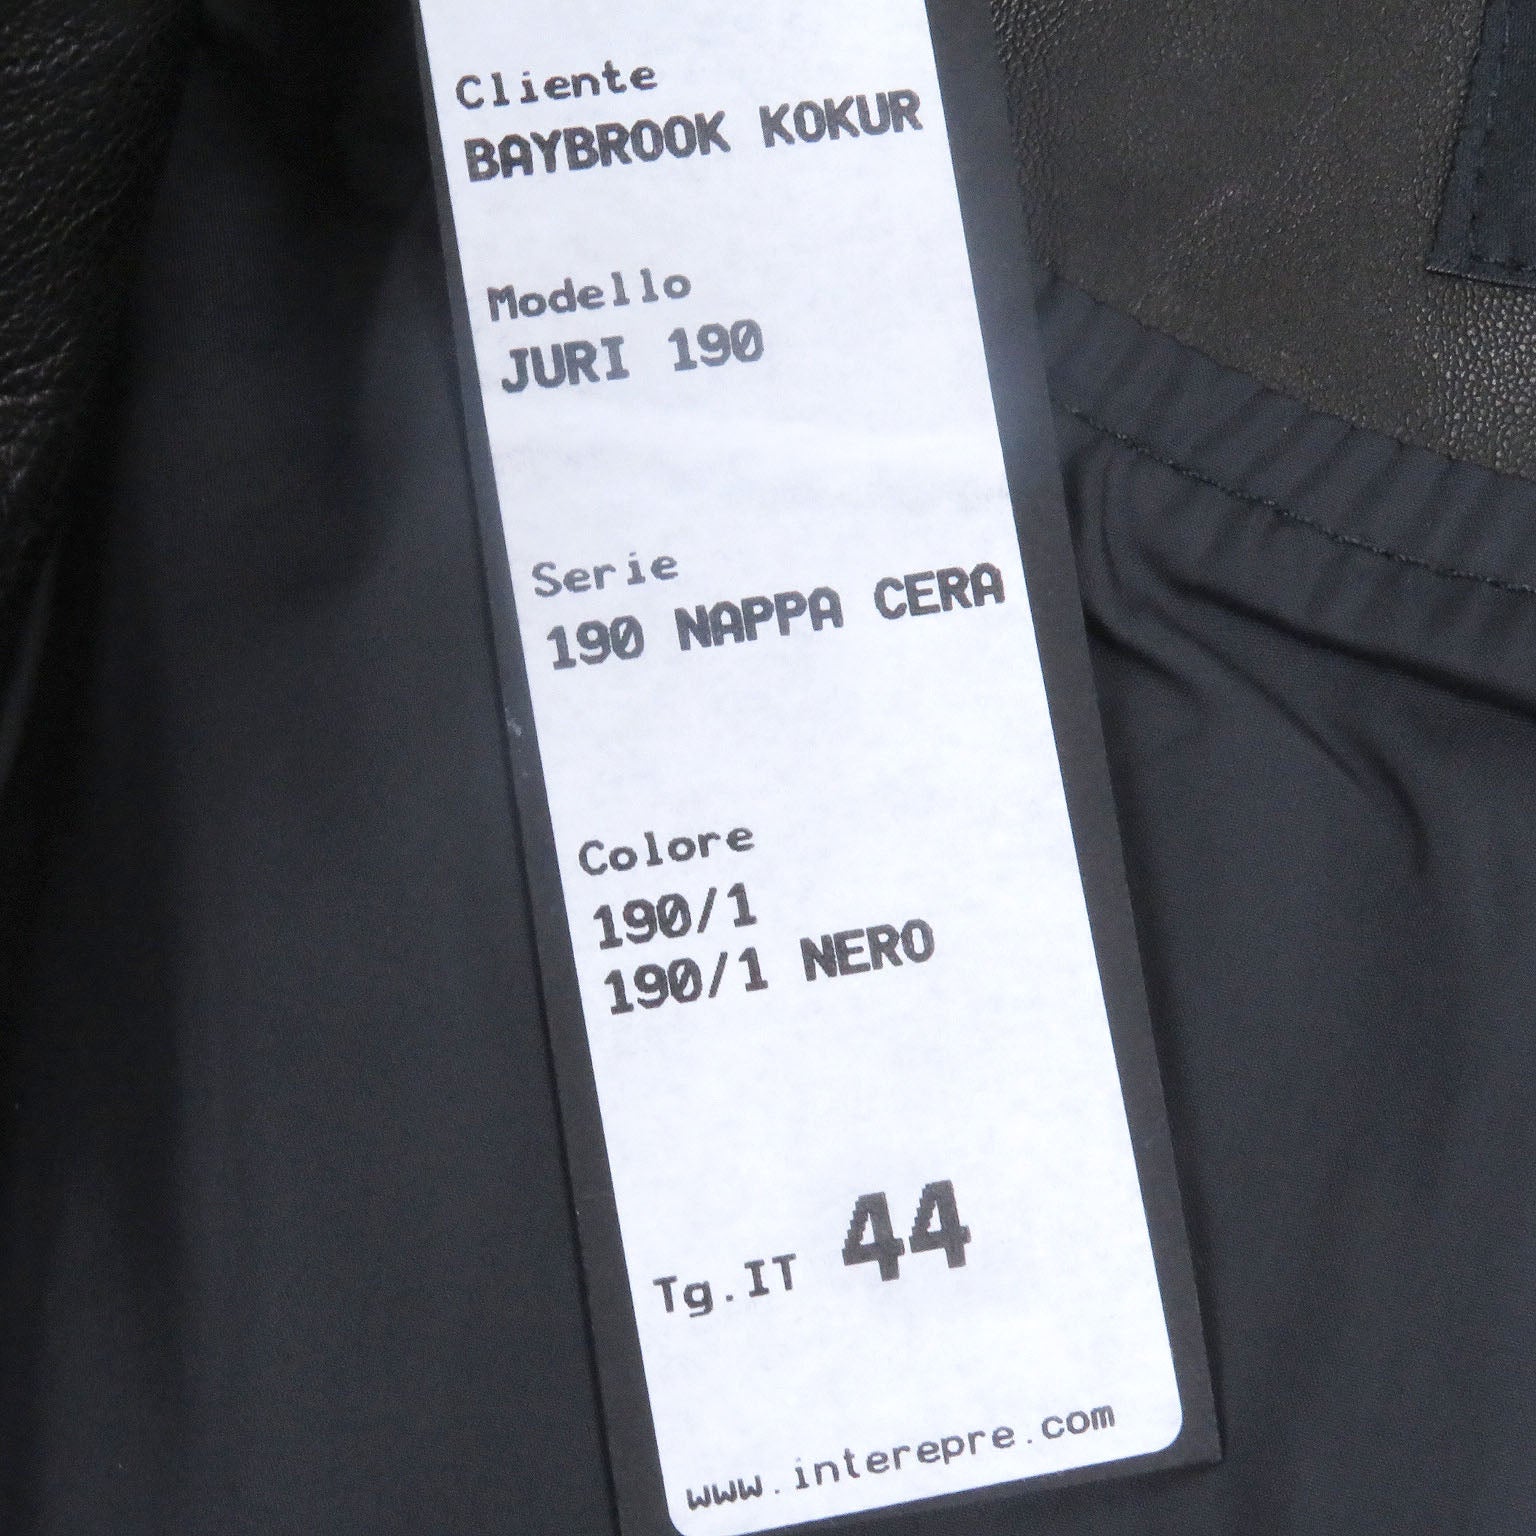 Cliente
BAYBROOK KOKUR
Modello
JURI 190
Serie
190 NAPPA CERA
Colore
190/1
190/1 NERO
Tg.IT 44
www.interepre.com